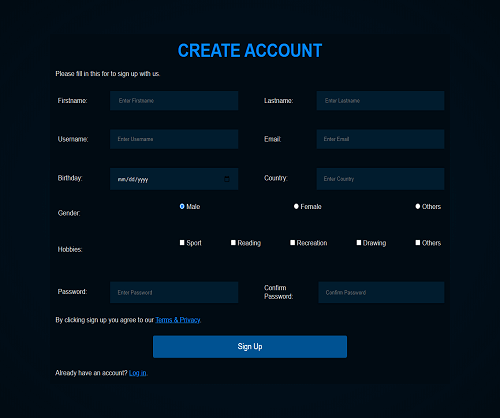 CREATE ACCOUNT
Please fill in this for to sign up with us.
Firstname: Enter Firstname Lastname: Enter Lastname
Username: Enter Username Email: Enter Email
Birthday: mm/dd/yyyy Country: Enter Country
Gender: Male Female Others
Hobbies: Sport Reading Recreation Drawing Others
Password: Enter Password Confirm Password: Confirm Password
By clicking sign up you agree to our Terms & Privacy.
Sign Up
Already have an account? Log in.